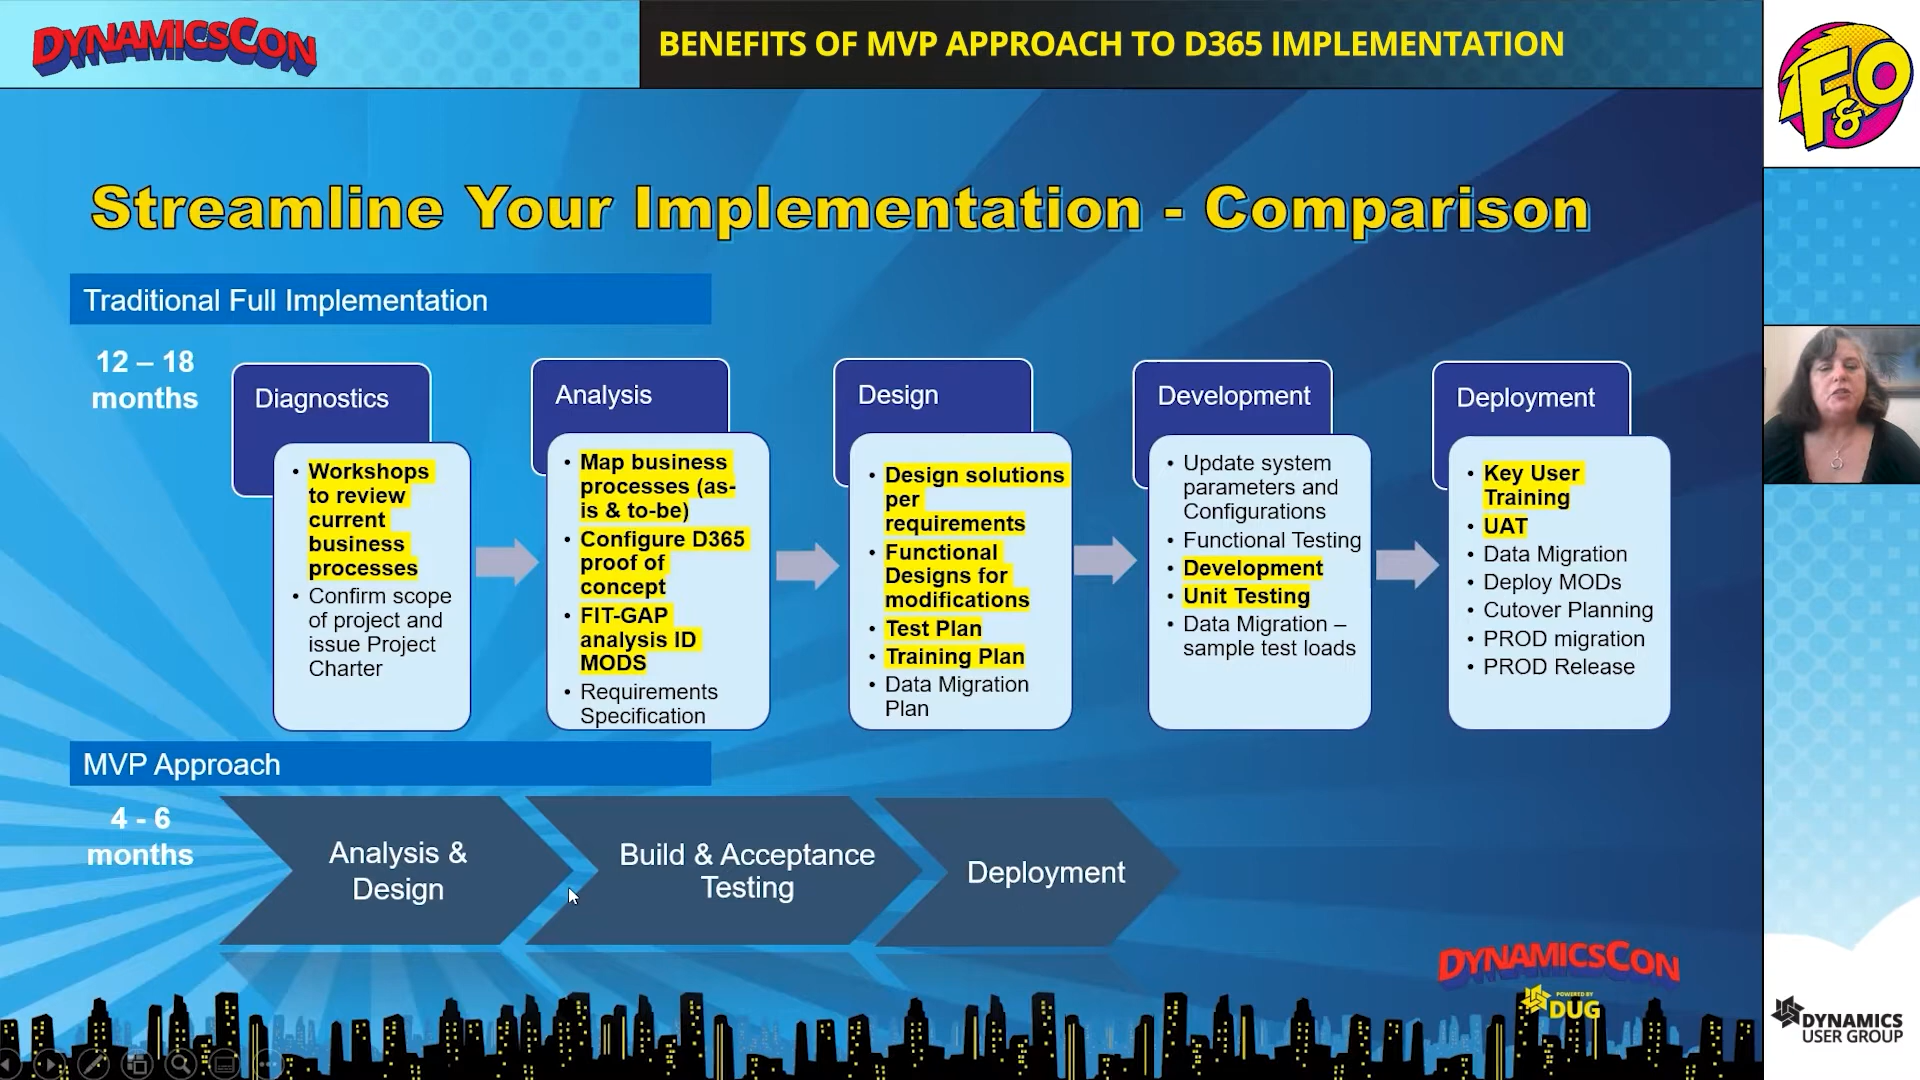 DYNAMICSCON
BENEFITS OF MVP APPROACH TO D365 IMPLEMENTATION
F&O
Streamline Your Implementation - Comparison
Traditional Full Implementation
12 – 18
months
Diagnostics
• Workshops
to review
current
business
processes
• Confirm scope
of project and
issue Project
Charter
Analysis
• Map business
processes (as-
is & to-be)
• Configure D365
proof of
concept
• FIT-GAP
analysis ID
MODS
• Requirements
Specification
Design
• Design solutions
per
requirements
• Functional
Designs for
modifications
• Test Plan
• Training Plan
• Data Migration
Plan
Development
• Update system
parameters and
Configurations
• Functional Testing
• Development
• Unit Testing
• Data Migration –
sample test loads
Deployment
• Key User
Training
• UAT
• Data Migration
• Deploy MODs
• Cutover Planning
• PROD migration
• PROD Release
MVP Approach
4 - 6
months
Analysis &
Design
Build & Acceptance
Testing
Deployment
DYNAMICSCON
POWERED BY
DUG
DYNAMICS
USER GROUP